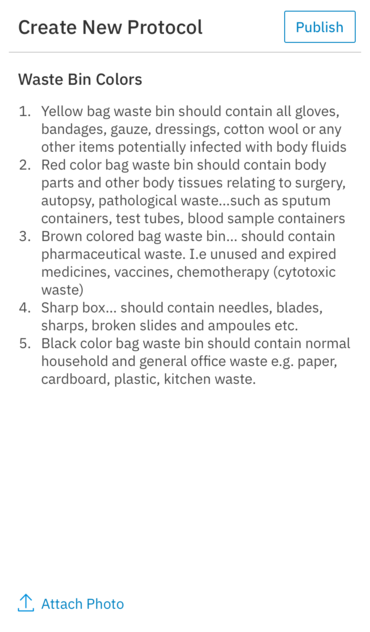 Create New Protocol
Publish
Waste Bin Colors
1. Yellow bag waste bin should contain all gloves,
bandages, gauze, dressings, cotton wool or any
other items potentially infected with body fluids
2. Red color bag waste bin should contain body
parts and other body tissues relating to surgery,
autopsy, pathological waste...such as sputum
containers, test tubes, blood sample containers
3. Brown colored bag waste bin... should contain
pharmaceutical waste. I.e unused and expired
medicines, vaccines, chemotherapy (cytotoxic
waste)
4. Sharp box... should contain needles, blades,
sharps, broken slides and ampoules etc.
5. Black color bag waste bin should contain normal
household and general office waste e.g. paper,
cardboard, plastic, kitchen waste.
Attach Photo